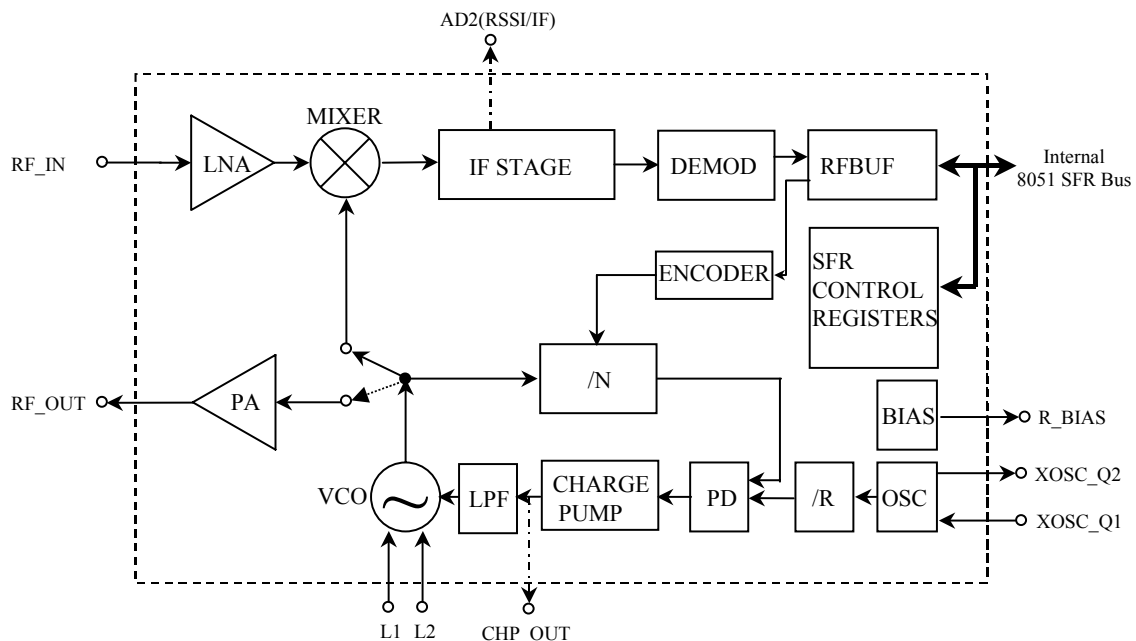 AD2(RSSI/IF)
MIXER
RF_IN
LNA
IF STAGE
DEMOD
RFBUF
Internal
8051 SFR Bus
ENCODER
SFR
CONTROL
REGISTERS
/N
RF_OUT
PA
BIAS
R_BIAS
VCO
~
LPF
CHARGE
PUMP
PD
/R
OSC
XOSC_Q2
XOSC_Q1
L1
L2
CHP_OUT